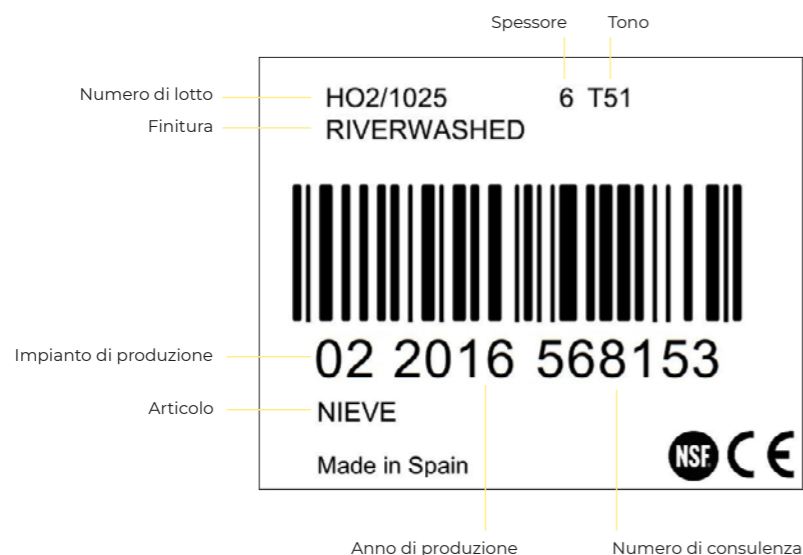 Spessore Tono
Numero di lotto HO2/1025 6 T51
Finitura RIVERWASHED
Impianto di produzione 02 2016 568153
Articolo NIEVE
Made in Spain NSF CE
Anno di produzione Numero di consulenza